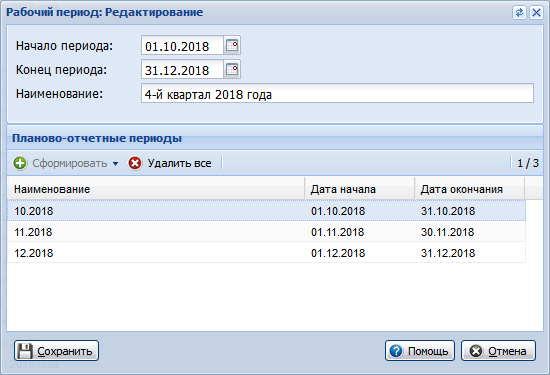 Рабочий период: Редактирование
Начало периода: 01.10.2018
Конец периода: 31.12.2018
Наименование: 4-й квартал 2018 года
Планово-отчетные периоды
Сформировать Удалить все 1 / 3
Наименование Дата начала Дата окончания
10.2018 01.10.2018 31.10.2018
11.2018 01.11.2018 30.11.2018
12.2018 01.12.2018 31.12.2018
Сохранить Помощь Отмена